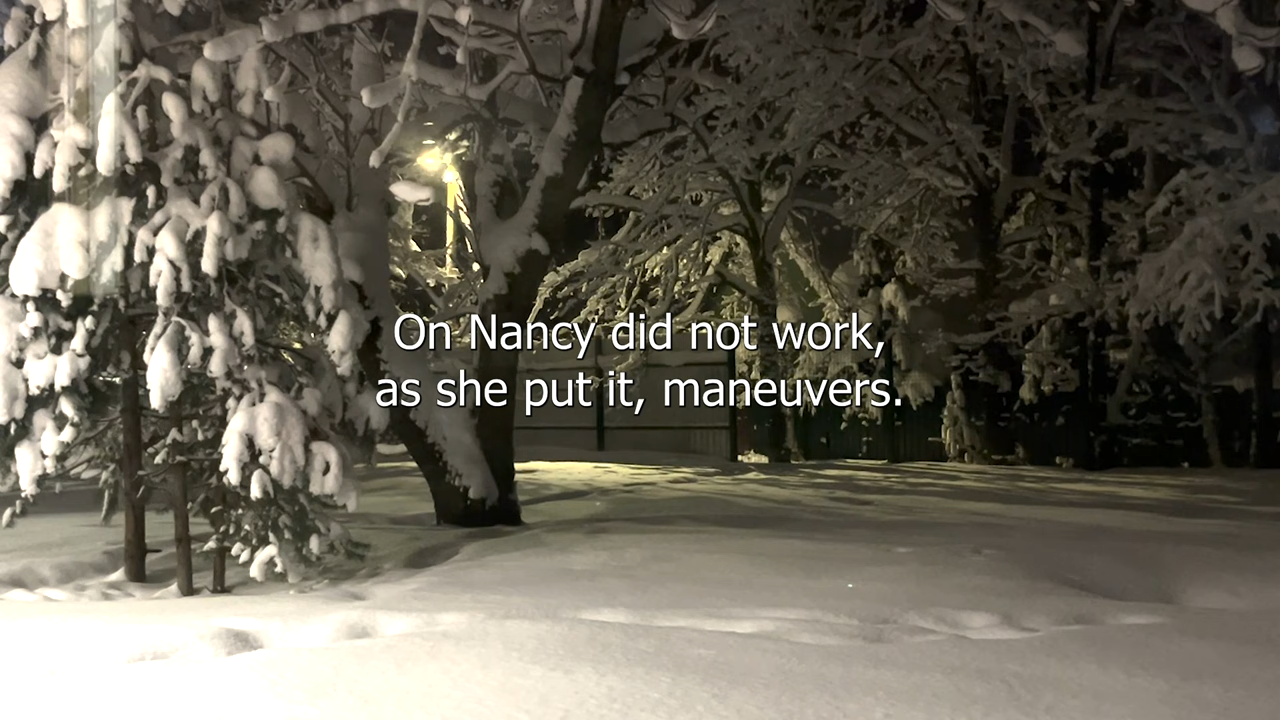 On Nancy did not work,
as she put it, maneuvers.